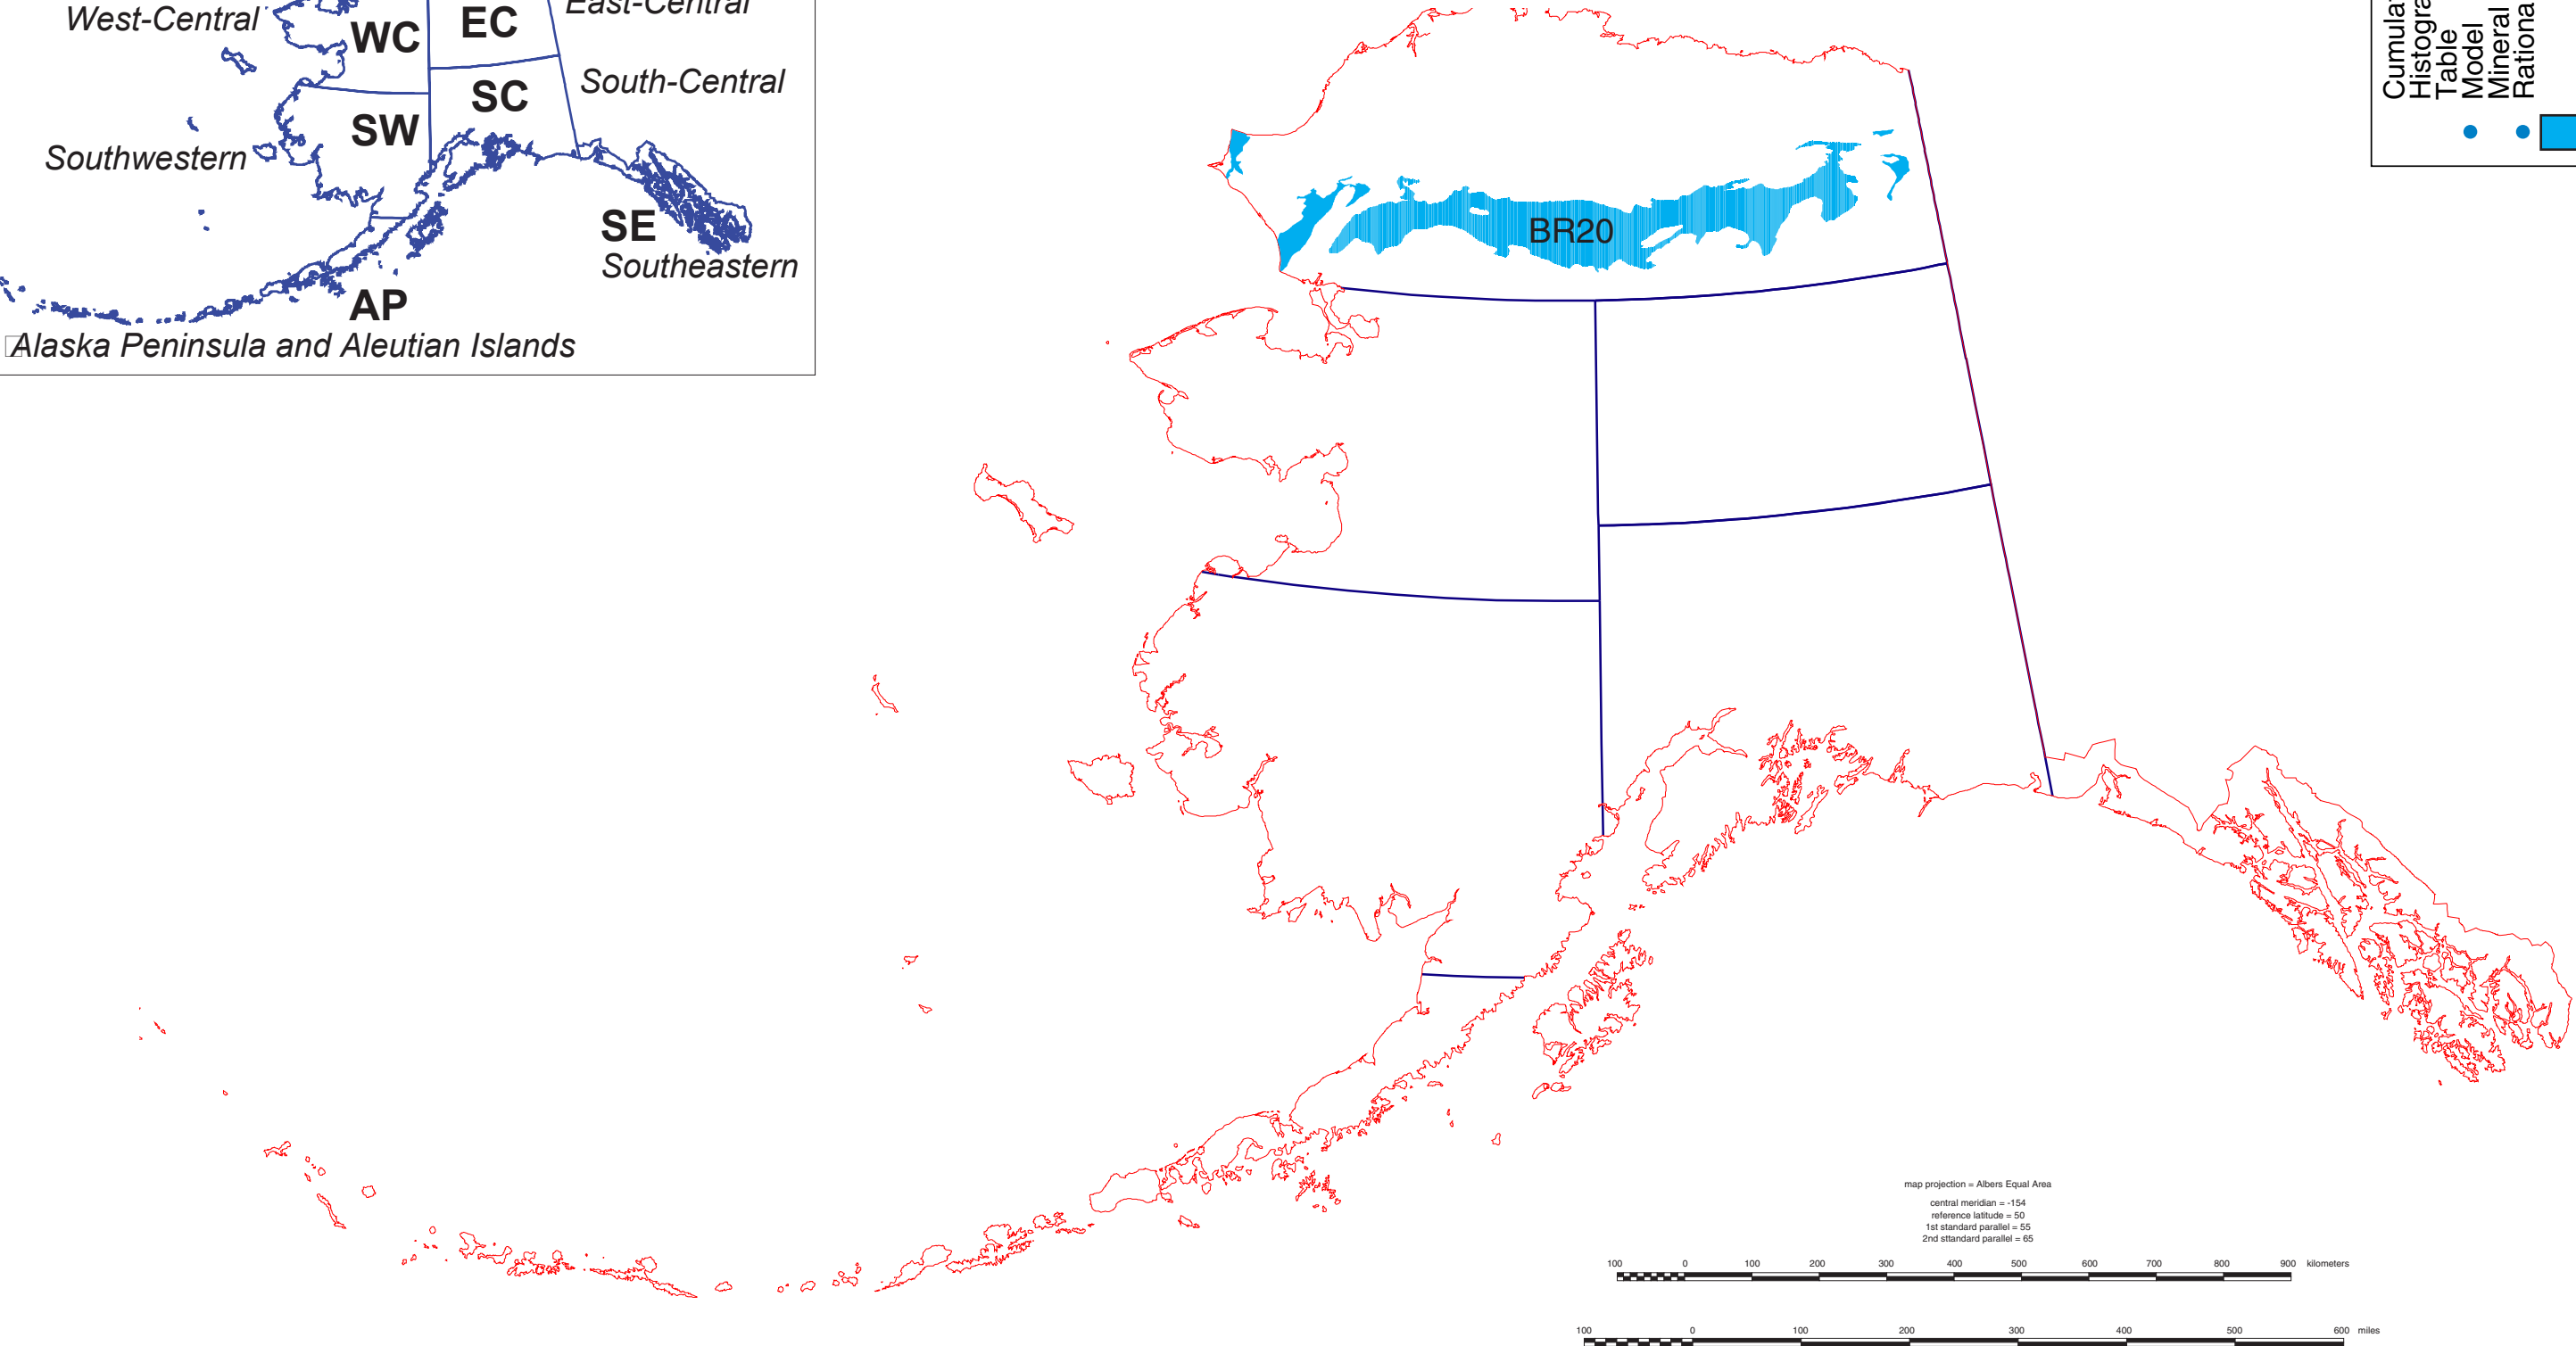 West-Central
WC
EC
East-Central
SC
South-Central
SW
Southwestern
SE
Southeastern
AP
Alaska Peninsula and Aleutian Islands
BR20
Table
Model
Mineral
map projection = Albers Equal Area
central meridian = -154
reference latitude = 50
1st standard parallel = 55
2nd sttandard parallel = 65
100 0 100 200 300 400 500 600 700 800 900 kilometers
100 0 100 200 300 400 500 600 miles